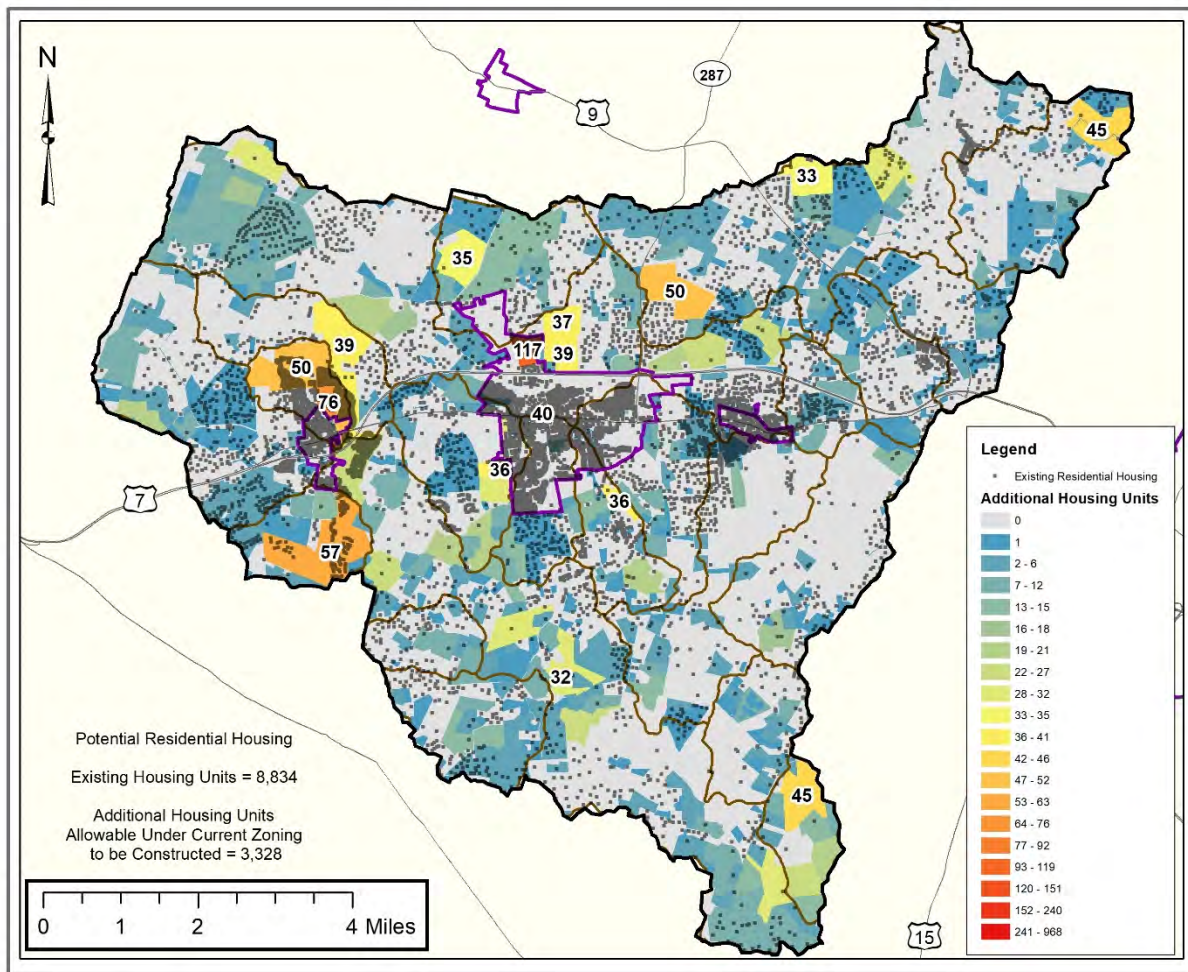 N
287
9
45
33
35
50
37
39
117
39
50
76
40
36
36
7
57
32
45
15
Legend
Existing Residential Housing
Additional Housing Units
0
1
2 - 6
7 - 12
13 - 15
16 - 18
19 - 21
22 - 27
28 - 32
33 - 35
36 - 41
42 - 46
47 - 52
53 - 63
64 - 76
77 - 92
93 - 119
120 - 151
152 - 240
241 - 968
Potential Residential Housing
Existing Housing Units = 8,834
Additional Housing Units
Allowable Under Current Zoning
to be Constructed = 3,328
0 1 2 4 Miles